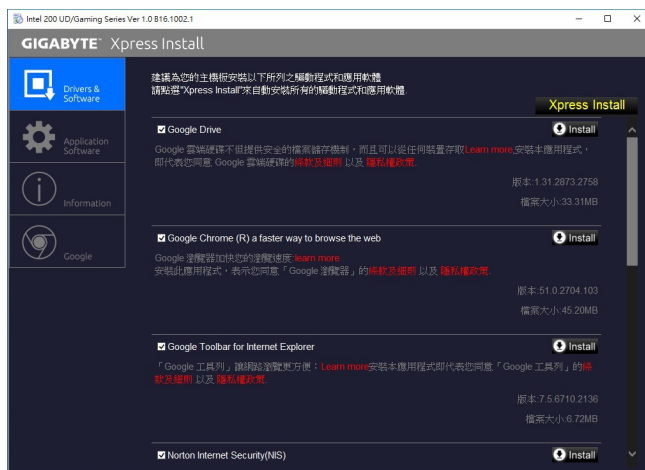 Intel 200 UD/Gaming Series Ver 1.0 B16.1002.1
GIGABYTE™ Xpress Install
Drivers &
Software
Application
Software
Information
Google
建議為您的主機板安裝以下所列之驅動程式和應用軟體
請點選"Xpress Install"來自動安裝所有的驅動程式和應用軟體.
Xpress Install
Google Drive
Install
Google 雲端硬碟不但提供安全的檔案儲存機制，而且可以從任何裝置存取Learn more,安裝本應用程式，
即代表您同意 Google 雲端硬碟的條款及細則 以及 隱私權政策.
版本:1.31.2873.2758
檔案大小:33.31MB
Google Chrome (R) a faster way to browse the web
Install
Google 瀏覽器加快您的瀏覽速度 learn more
安裝此應用程式，表示您同意「Google 瀏覽器」的條款及細則 以及 隱私權政策.
版本:51.0.2704.103
檔案大小:45.20MB
Google Toolbar for Internet Explorer
Install
「Google 工具列」讓網路瀏覽更方便；Learn more安裝本應用程式即代表您同意「Google 工具列」的條
款及細則 以及 隱私權政策.
版本:7.5.6710.2136
檔案大小:6.72MB
Norton Internet Security(NIS)
Install